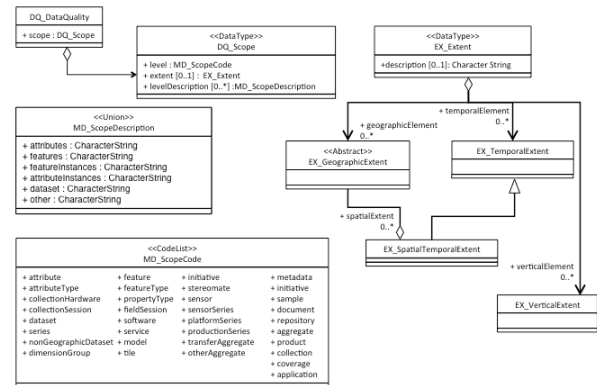 DQ_DataQuality
+ scope : DQ_Scope
<<DataType>>
DQ_Scope
+ level : MD_ScopeCode
+ extent [0..1] : EX_Extent
+ levelDescription [0..*] :MD_ScopeDescription
<<DataType>>
EX_Extent
+description [0..1]: Character String
<<Union>>
MD_ScopeDescription
+ attributes : CharacterString
+ features : CharacterString
+ featureInstances : CharacterString
+ attributeInstances : CharacterString
+ dataset : CharacterString
+ other : CharacterString
+ geographicElement
0..*
+ temporalElement
0..*
<<Abstract>>
EX_GeographicExtent
EX_TemporalExtent
+ spatialExtent
0..*
EX_SpatialTemporalExtent
+ verticalElement
0..*
EX_VerticalExtent
<<CodeList>>
MD_ScopeCode
+ attribute
+ attributeType
+ collectionHardware
+ collectionSession
+ dataset
+ series
+ nonGeographicDataset
+ dimensionGroup
+ feature
+ featureType
+ propertyType
+ fieldSession
+ software
+ service
+ model
+ tile
+ initiative
+ stereomate
+ sensor
+ sensorSeries
+ platformSeries
+ productionSeries
+ transferAggregate
+ otherAggregate
+ metadata
+ initiative
+ sample
+ document
+ repository
+ aggregate
+ product
+ collection
+ coverage
+ application